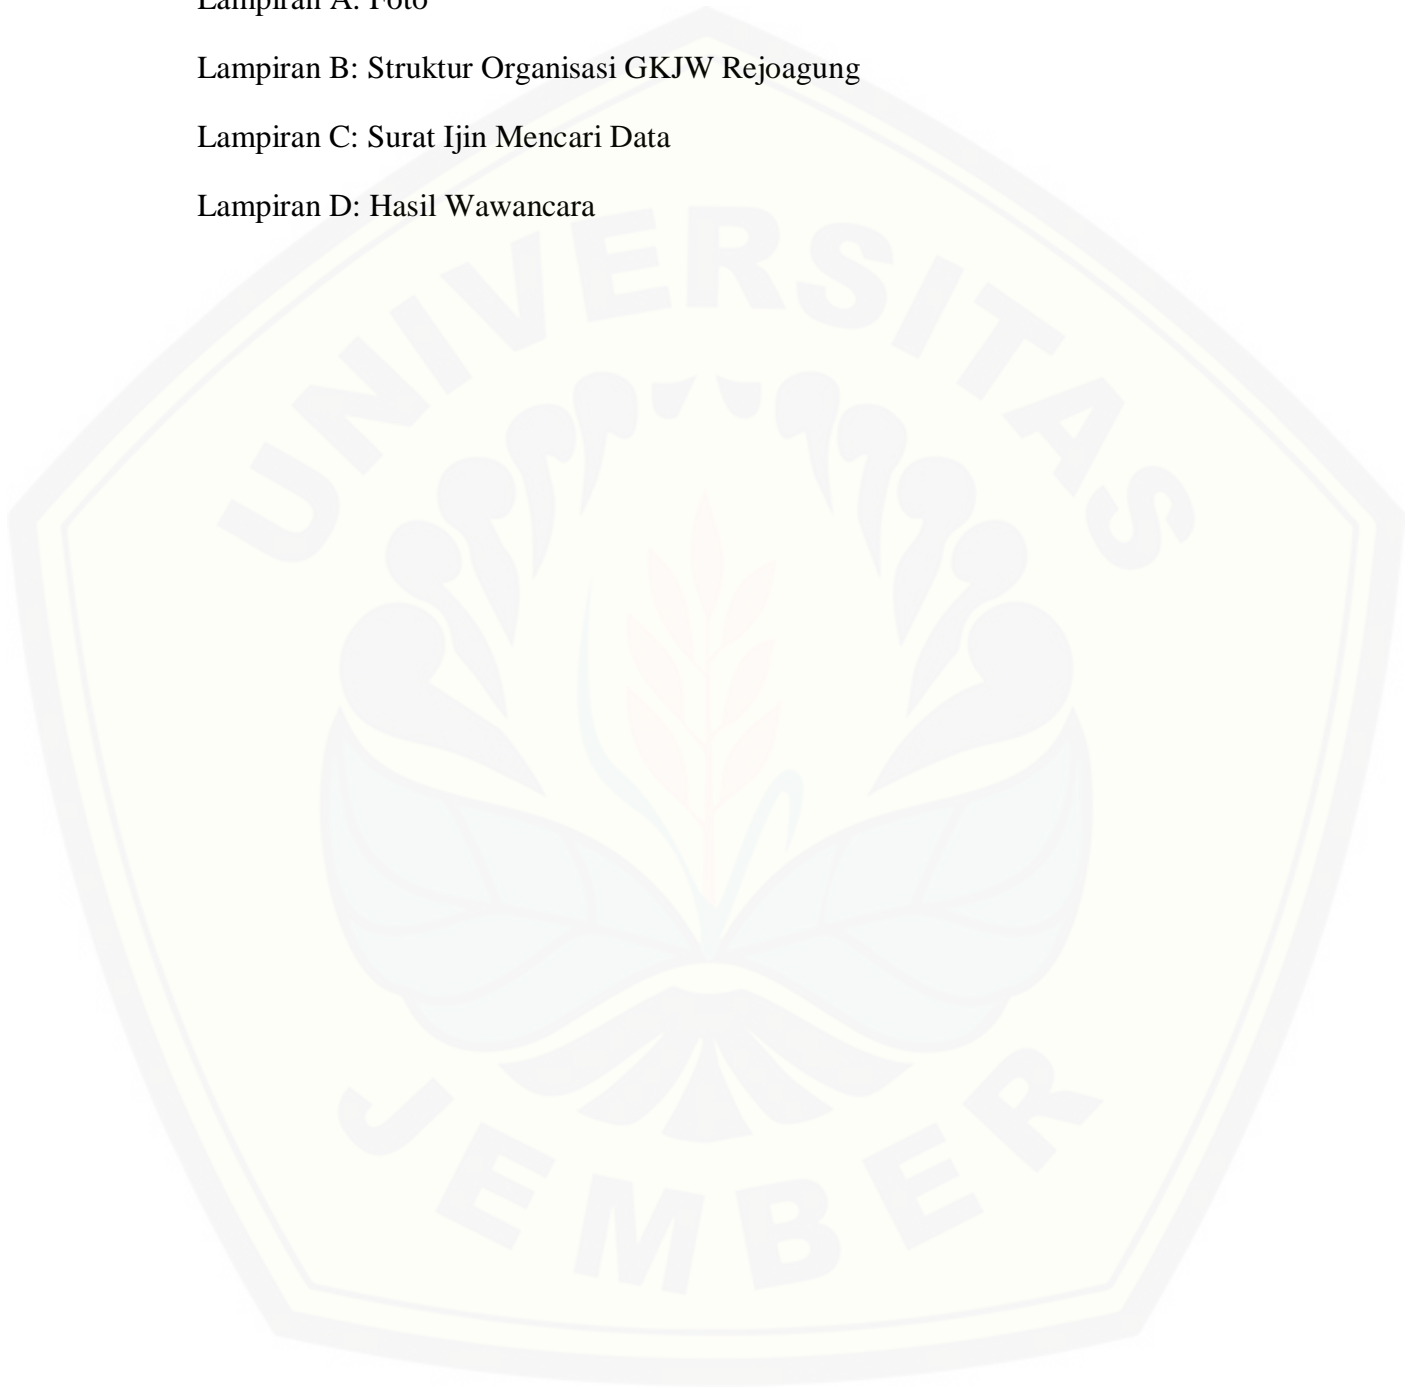 Lampiran A: Foto
Lampiran B: Struktur Organisasi GKJW Rejoagung
Lampiran C: Surat Ijin Mencari Data
Lampiran D: Hasil Wawancara
UNIVERSITAS
JEMBER